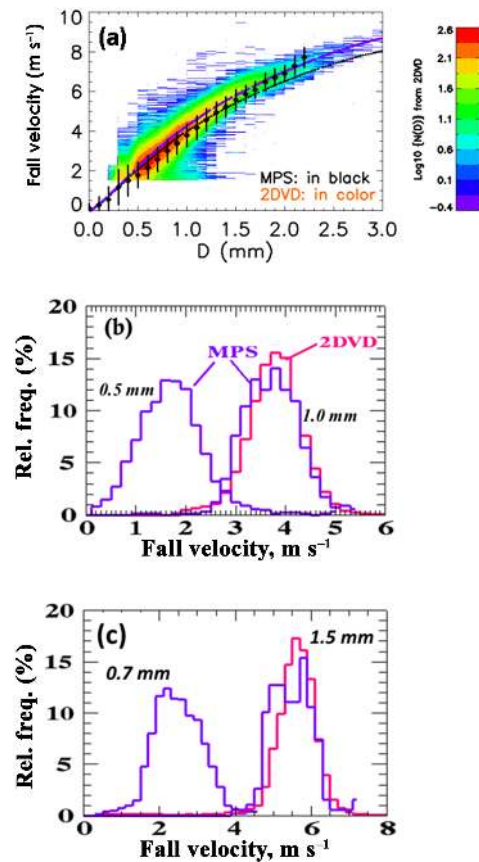 (a)
Fall velocity (m s⁻¹)
10
8
6
4
2
0
MPS: in black
2DVD: in color
0.0 0.5 1.0 1.5 2.0 2.5 3.0
D (mm)
Log10 {N(D)} from 2DVD
2.6
2.1
1.6
1.1
0.6
0.1
-0.4
(b)
Rel. freq. (%)
20
15
10
5
0
MPS
2DVD
0.5 mm
1.0 mm
0 1 2 3 4 5 6
Fall velocity, m s⁻¹
(c)
Rel. freq. (%)
20
15
10
5
0
0.7 mm
1.5 mm
0 2 4 6 8
Fall velocity, m s⁻¹